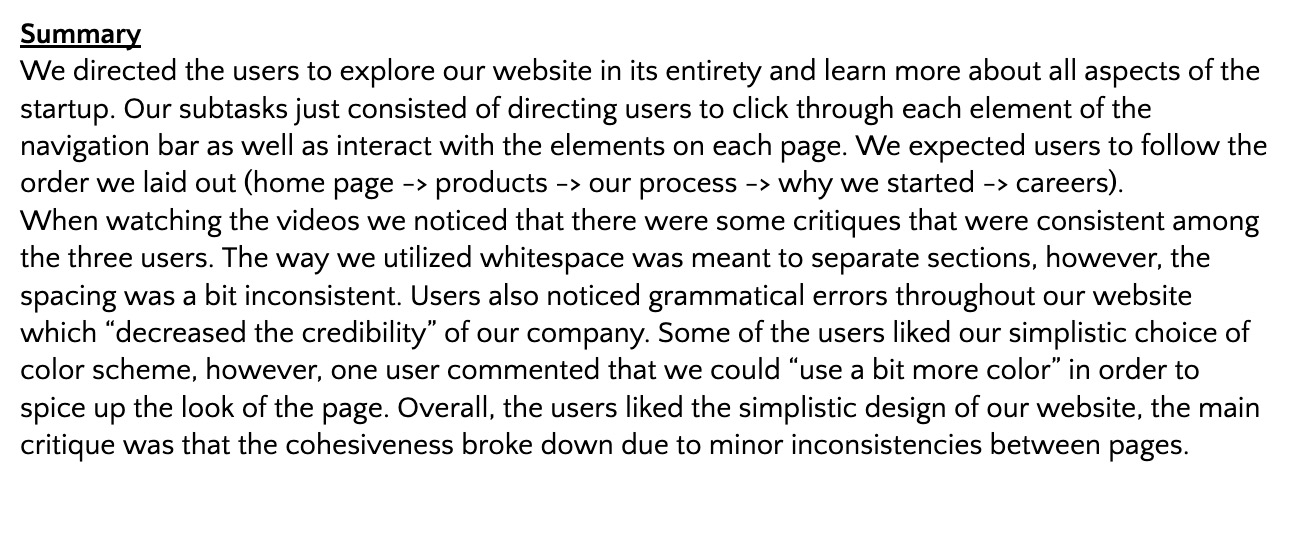 Summary
We directed the users to explore our website in its entirety and learn more about all aspects of the
startup. Our subtasks just consisted of directing users to click through each element of the
navigation bar as well as interact with the elements on each page. We expected users to follow the
order we laid out (home page -> products -> our process -> why we started -> careers).
When watching the videos we noticed that there were some critiques that were consistent among
the three users. The way we utilized whitespace was meant to separate sections, however, the
spacing was a bit inconsistent. Users also noticed grammatical errors throughout our website
which “decreased the credibility” of our company. Some of the users liked our simplistic choice of
color scheme, however, one user commented that we could “use a bit more color” in order to
spice up the look of the page. Overall, the users liked the simplistic design of our website, the main
critique was that the cohesiveness broke down due to minor inconsistencies between pages.